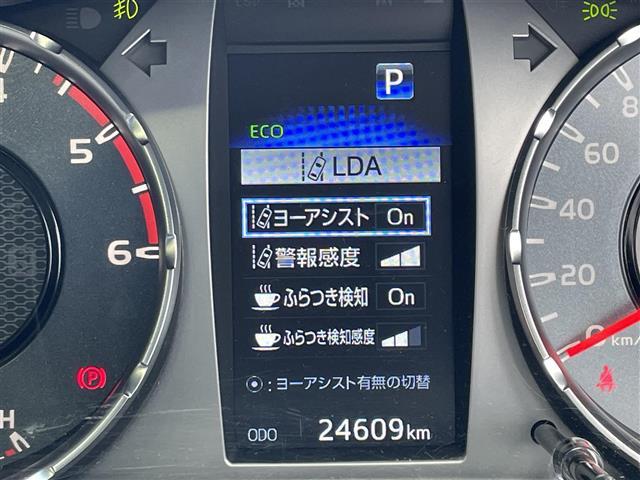 P
ECO
LDA
ヨーアシスト On
警報感度
ふらつき検知 On
ふらつき検知感度
⦿:ヨーアシスト有無の切替
ODO 24609km
4
5
6
H
80
60
40
20
0
km/
(P)